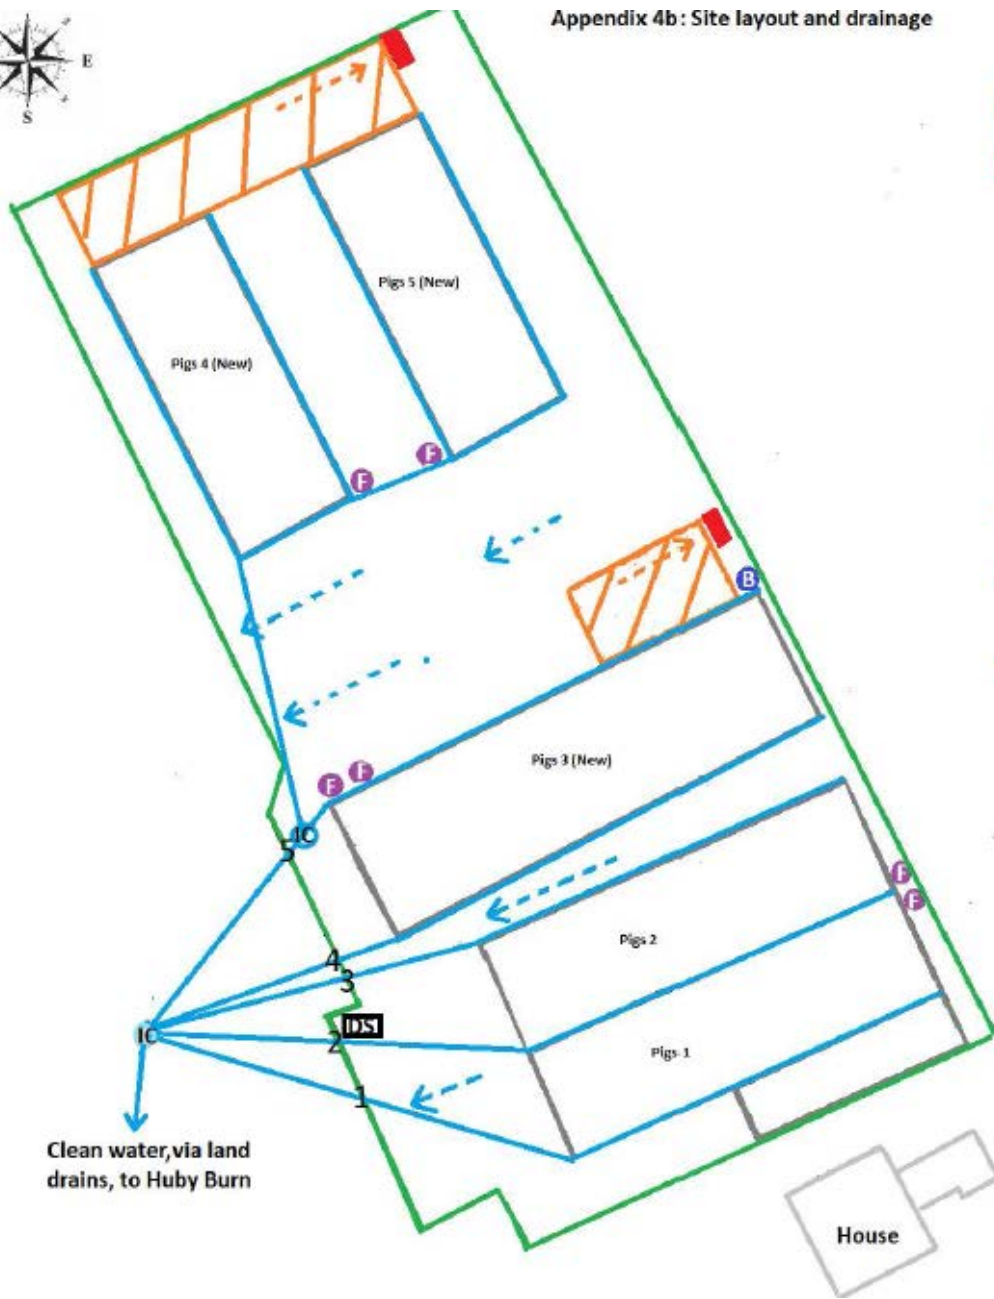 Appendix 4b: Site layout and drainage
E
S
Pigs 5 (New)
Pigs 4 (New)
F
F
B
Pigs 3 (New)
F
F
IC
5
F
F
Pigs 2
4
3
DS
IC
2
Pigs 1
1
Clean water, via land
drains, to Huby Burn
House